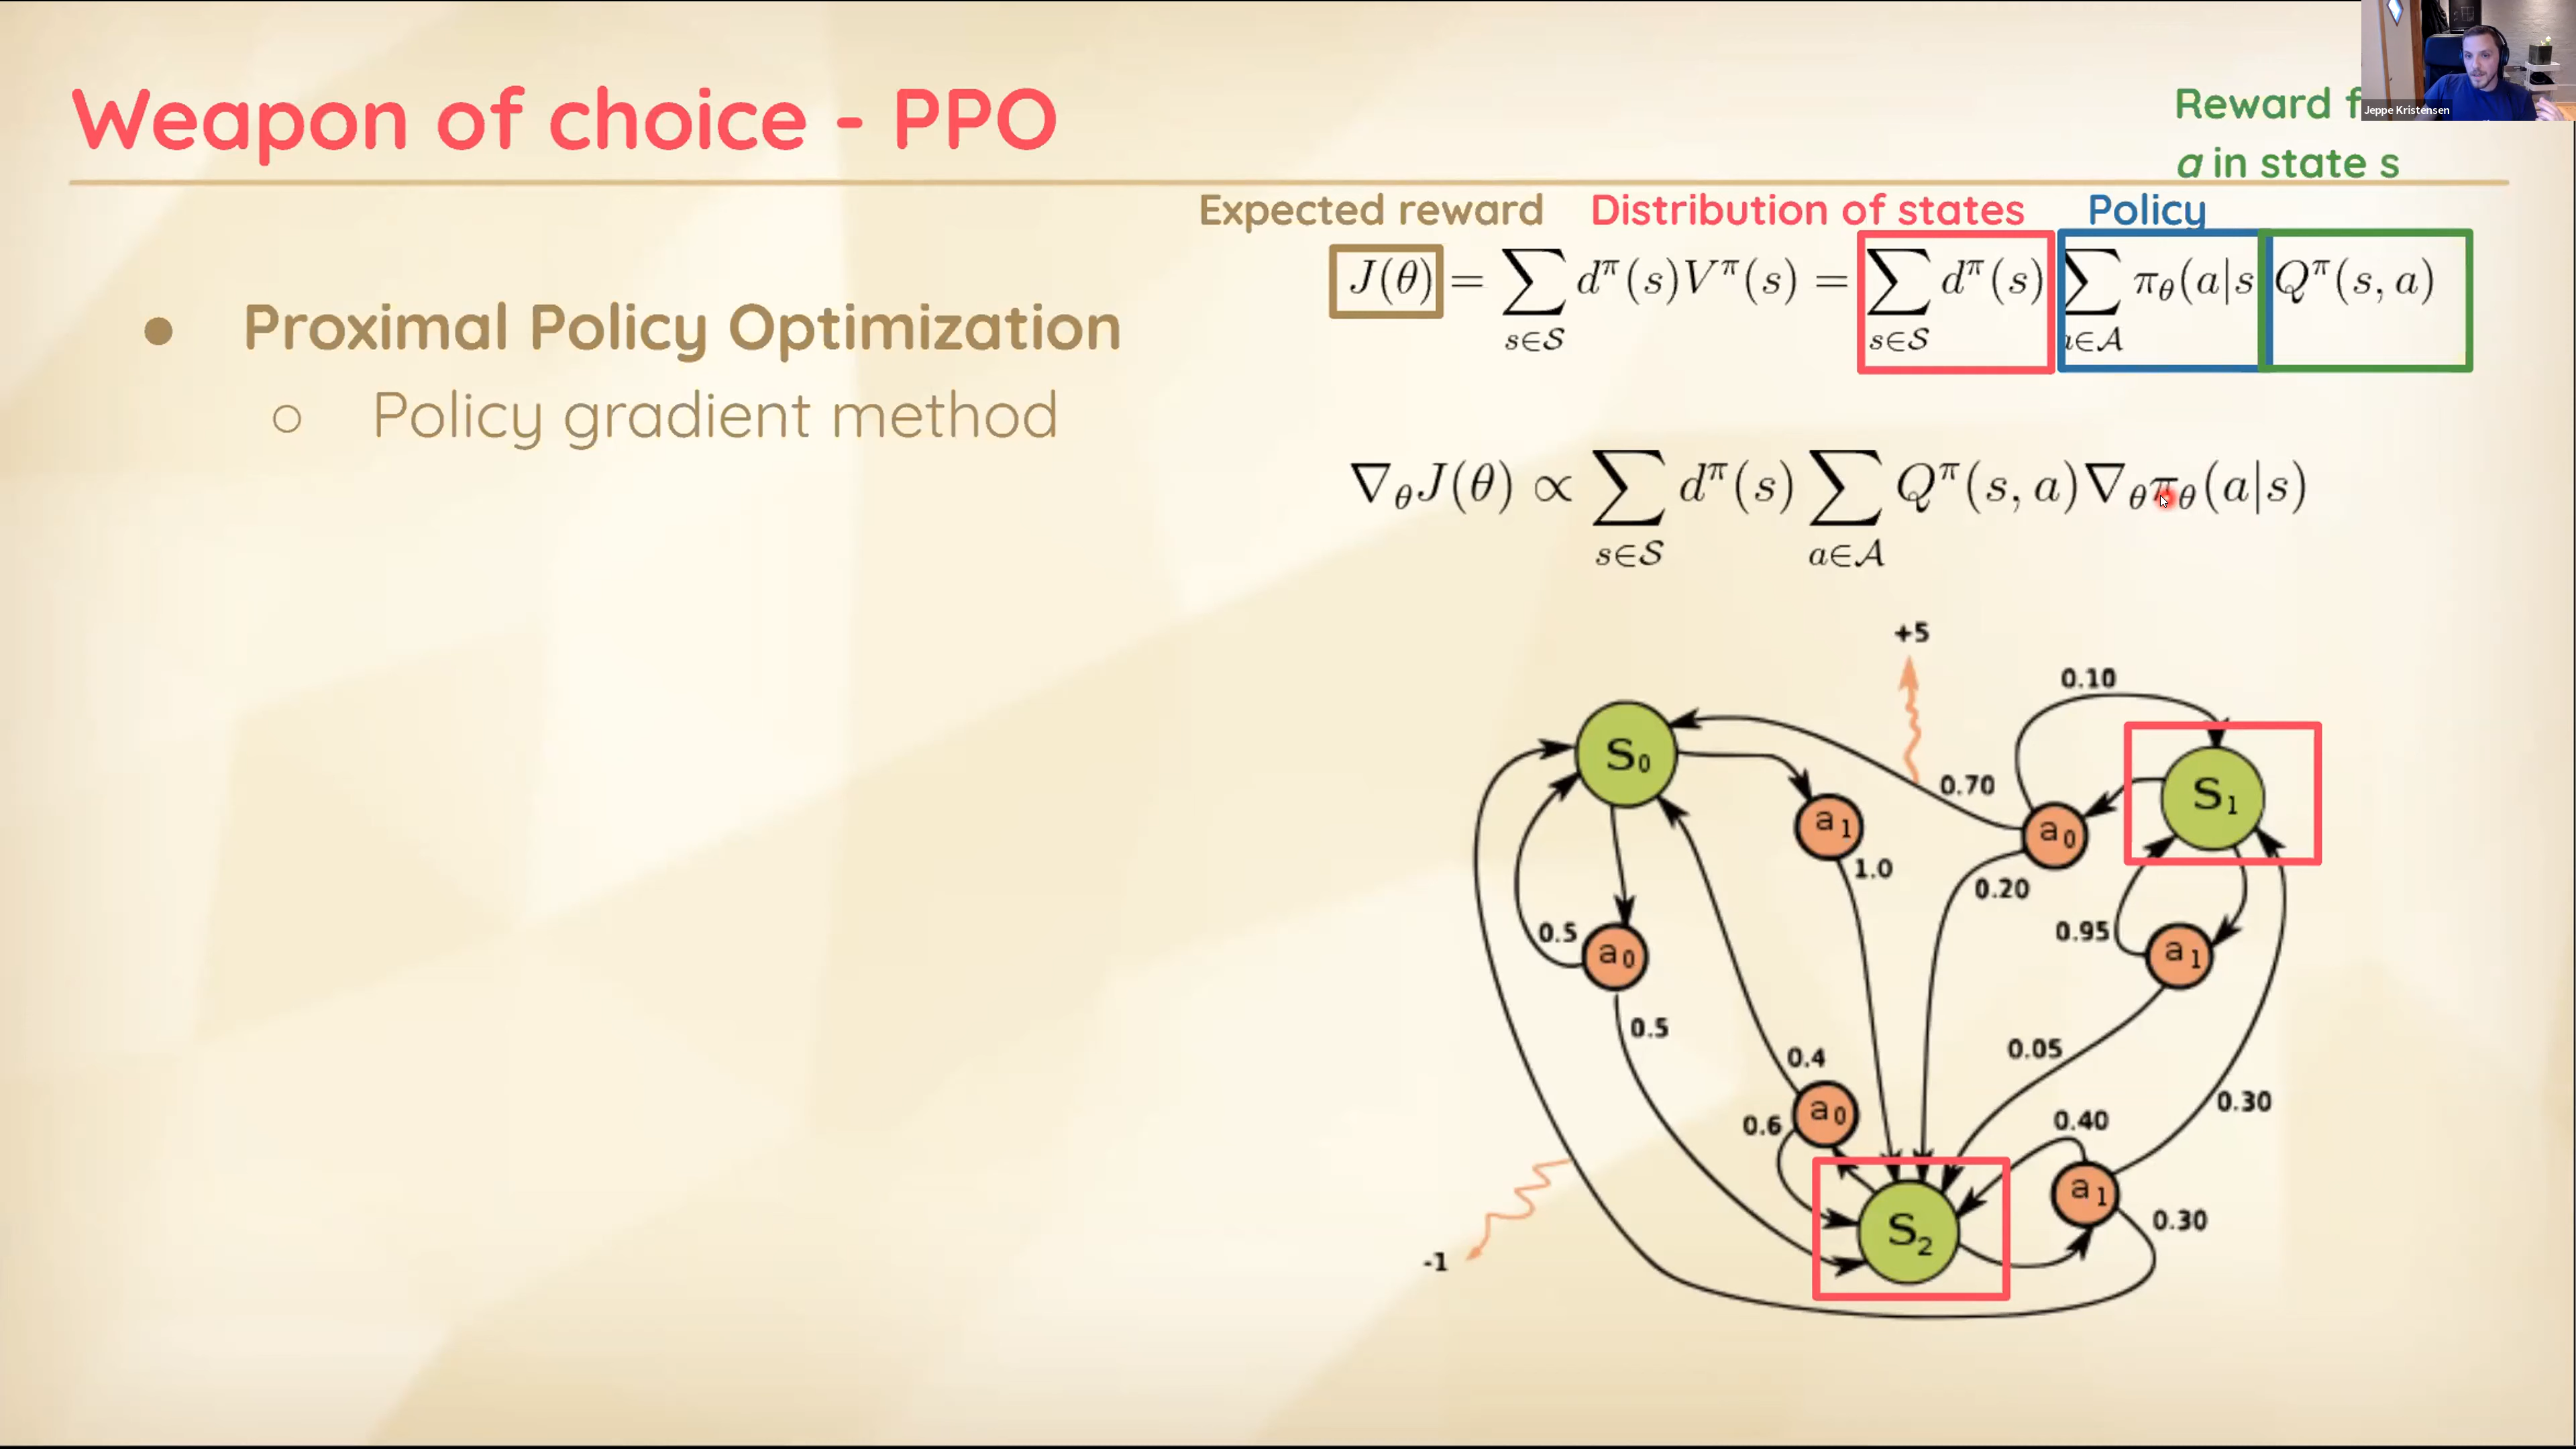 Weapon of choice - PPO
Jeppe Kristensen
Reward
a in state s
Expected reward
Distribution of states
Policy
J(θ) = ∑ s∈S d^π(s)V^π(s) = ∑ s∈S d^π(s) ∑ a∈A π_θ(a|s Q^π(s, a)
● Proximal Policy Optimization
○ Policy gradient method
∇_θJ(θ) ∝ ∑ s∈S d^π(s) ∑ a∈A Q^π(s, a)∇_θπ_θ(a|s)
+5
0.10
S₀
S₁
0.70
a₁
a₀
1.0
0.20
0.5
a₀
0.95
a₁
0.5
0.05
0.4
0.30
a₀
0.6
0.40
a₁
S₂
0.30
-1